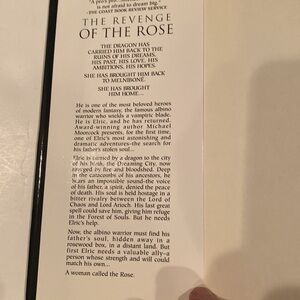 is not afraid to dream big."
-THE COAST BOOK REVIEW SERVICE
THE REVENGE
OF THE ROSE
THE DRAGON HAS
CARRIED HIM BACK TO THE
RUINS OF HIS DREAMS,
HIS PAST, HIS LOVE, HIS
AMBITIONS, HIS HOPES.
SHE HAS BROUGHT HIM BACK
TO MELNIBONÉ.
SHE HAS BROUGHT
HIM HOME...
He is one of the most beloved heroes
of modern fantasy, the famous albino
warrior who wields a vampiric blade.
He is Elric, and he has returned.
Award-winning author Michael
Moorcock presents, for the first time,
one of Elric's most astonishing and
dramatic adventures-the search for
his father's stolen soul...
Elric is carried by a dragon to the city
of his birth, the Dreaming City, now
ravaged by fire and bloodshed. Deep
in the catacombs of his ancestors, he
hears an impossible sound-the voice
of his father, a spirit, denied the peace
of death. His soul is held hostage in a
bitter rivalry between the Lord of
Chaos and Lord Arioch. His last great
spell could save him, giving him refuge
in the Forest of Souls. But he needs
Elric's help.
Now, the albino warrior must find his
father's soul, hidden away in a
rosewood box, in a distant land. But
first Elric needs a valuable ally-a
person whose strength and will could
match his own...
A woman called the Rose.